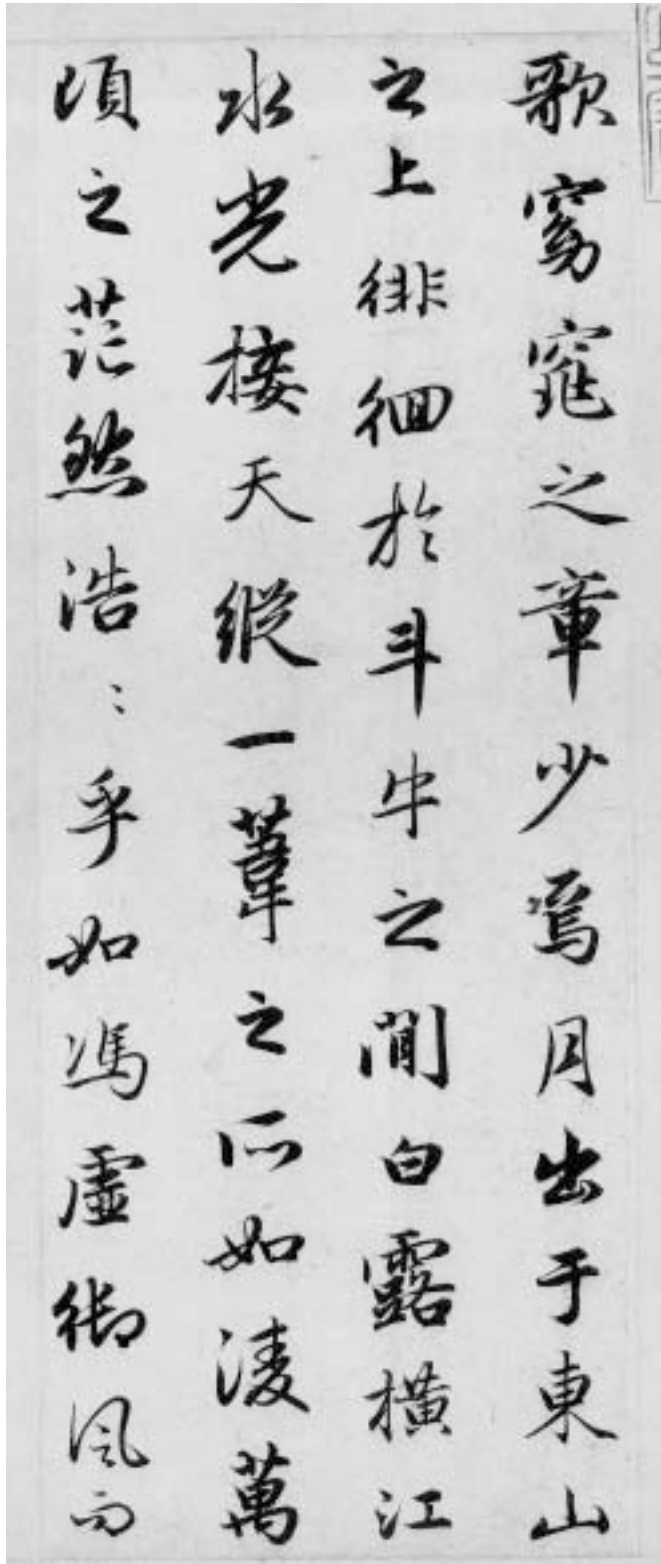 歌窈窕之章少焉月出于東山
之上徘徊於斗牛之間白露橫江
水光接天縱一葦之所如淩萬
頃之茫然浩〻乎如馮虛御風而